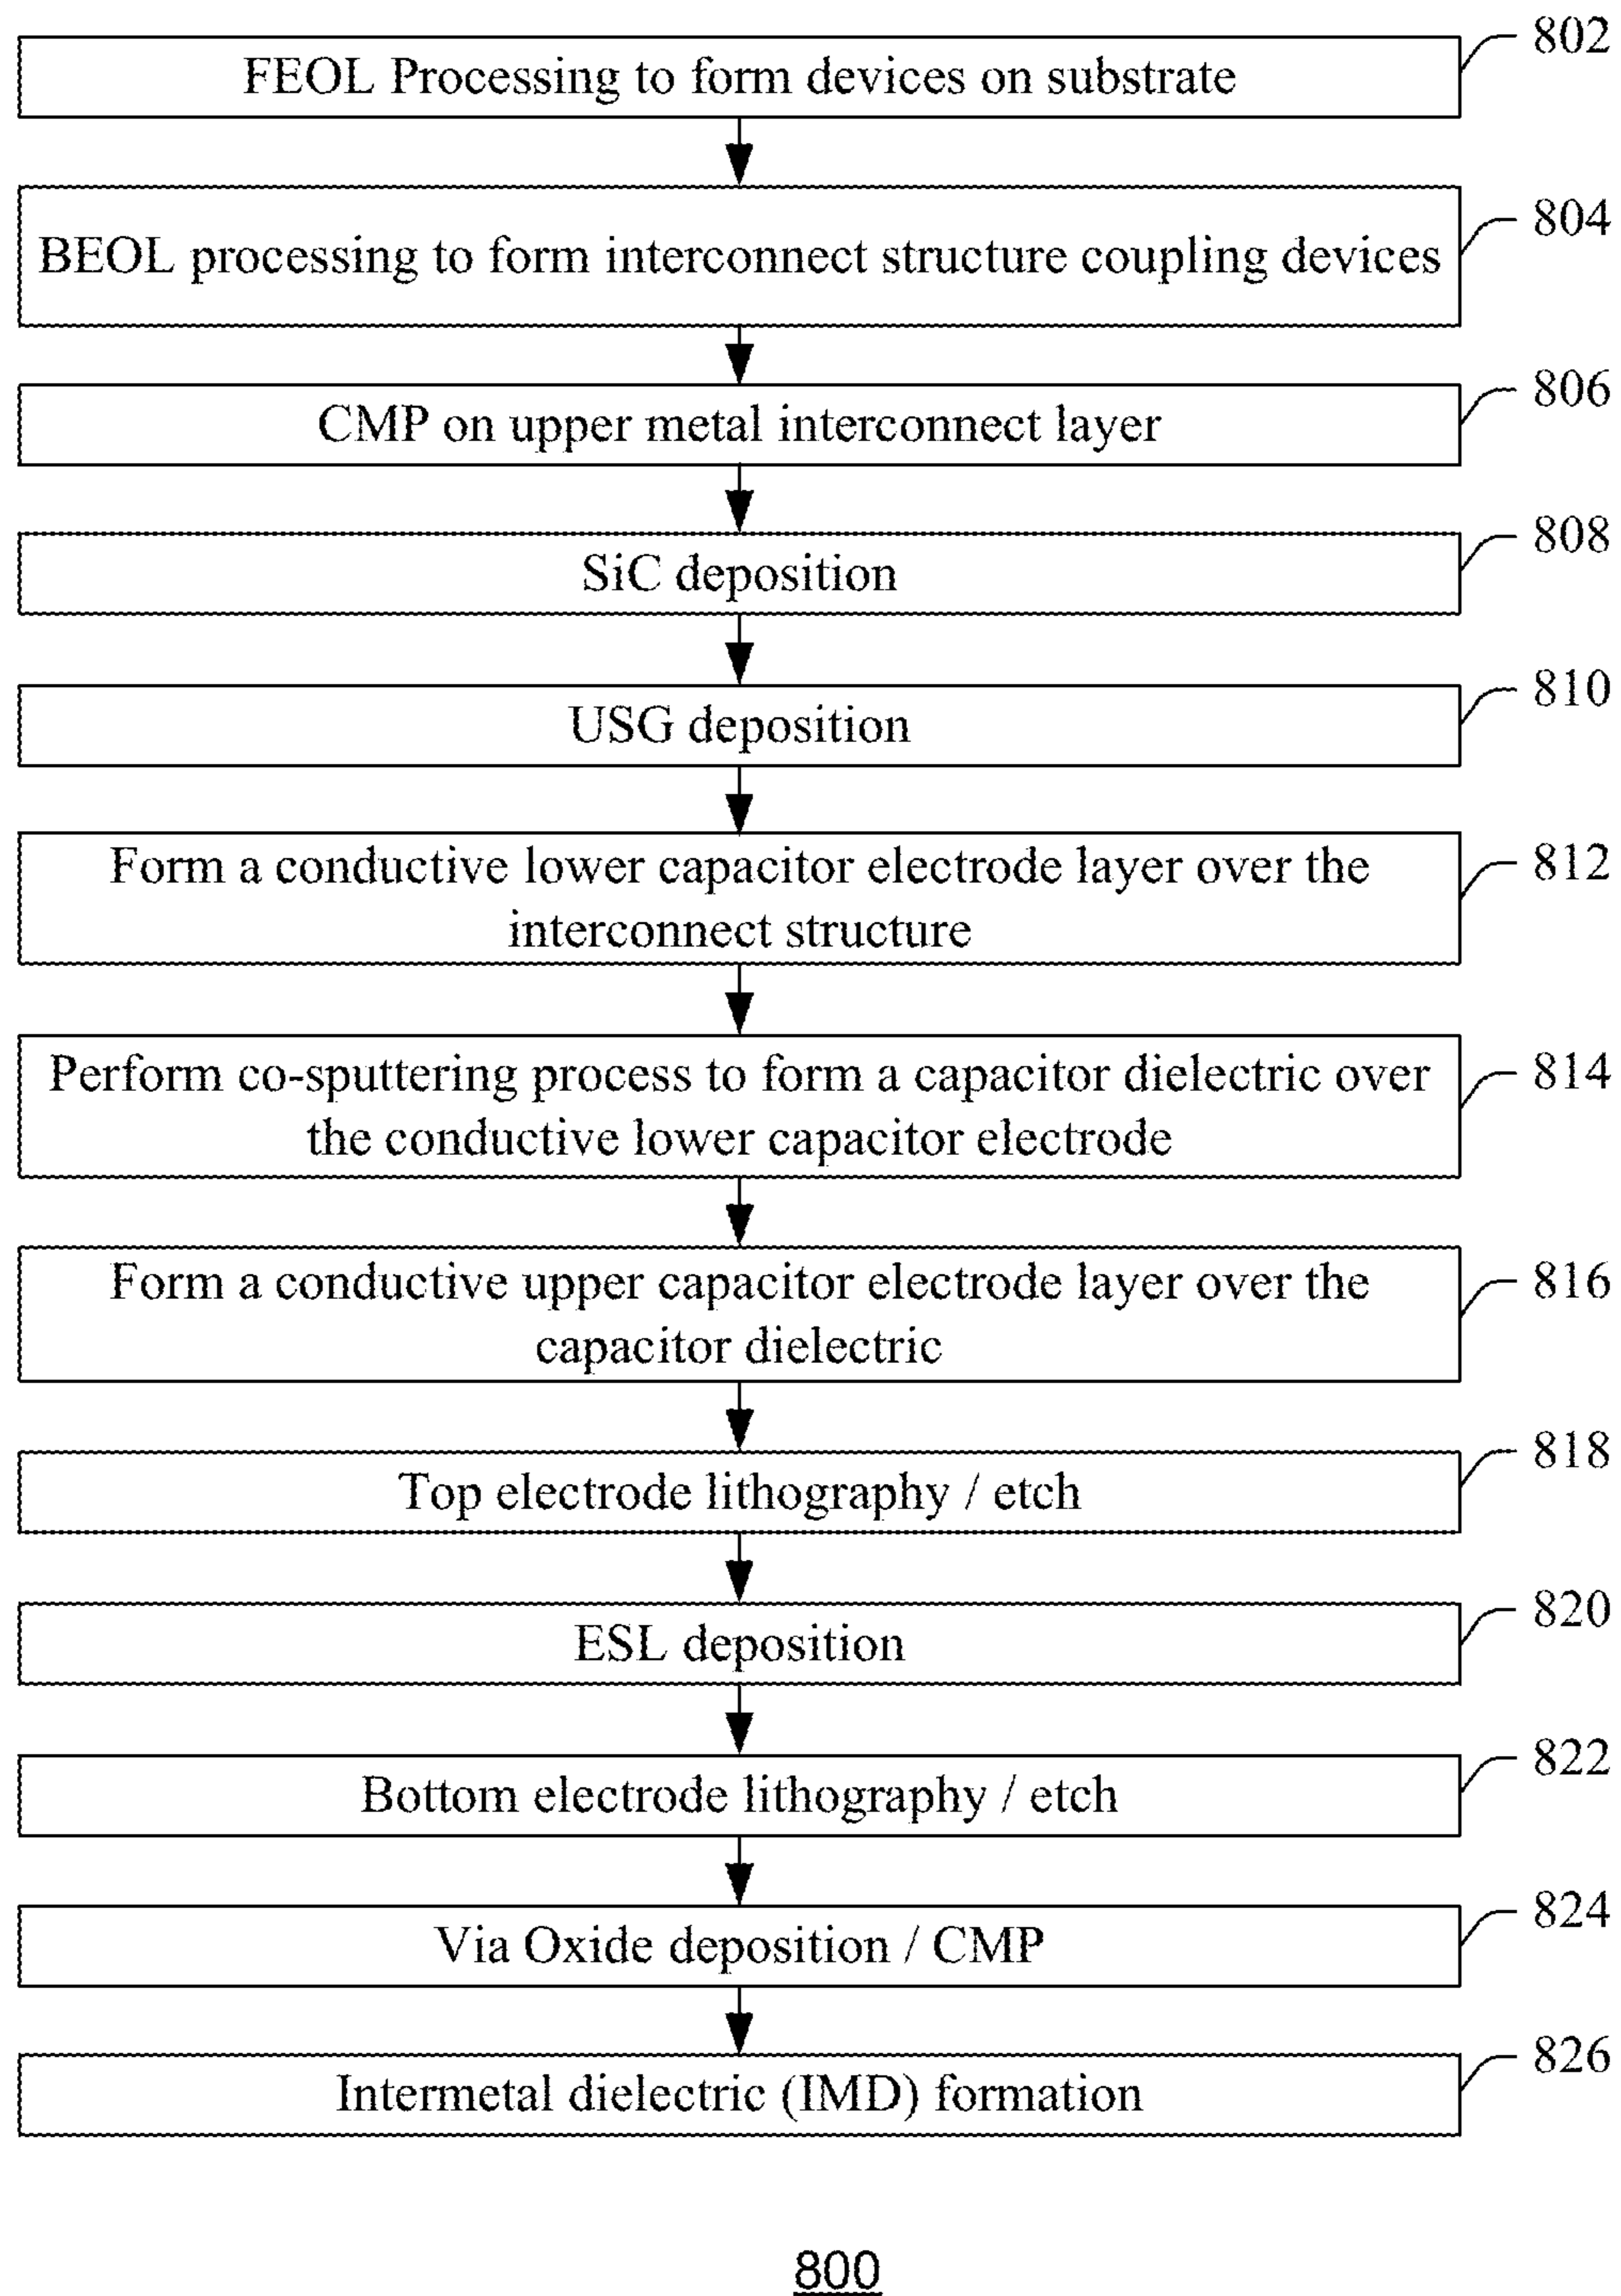 802
FEOL Processing to form devices on substrate
804
BEOL processing to form interconnect structure coupling devices
806
CMP on upper metal interconnect layer
808
SiC deposition
810
USG deposition
812
Form a conductive lower capacitor electrode layer over the
interconnect structure
814
Perform co-sputtering process to form a capacitor dielectric over
the conductive lower capacitor electrode
816
Form a conductive upper capacitor electrode layer over the
capacitor dielectric
818
Top electrode lithography / etch
820
ESL deposition
822
Bottom electrode lithography / etch
824
Via Oxide deposition / CMP
826
Intermetal dielectric (IMD) formation
800